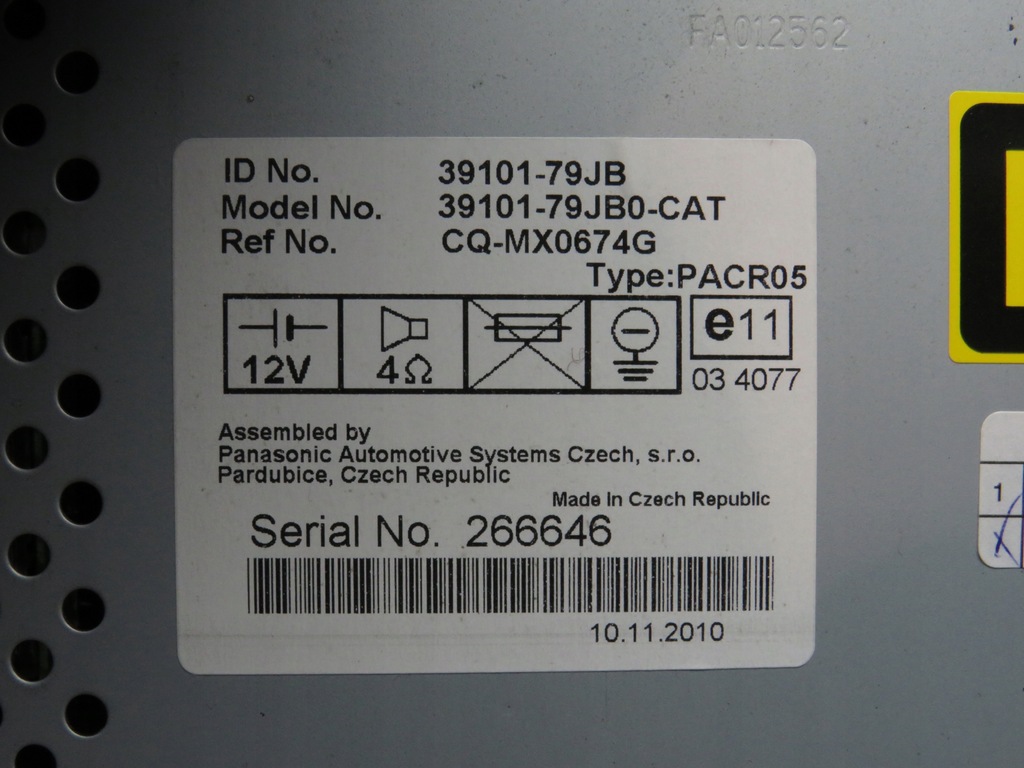 FA012562
ID No. 39101-79JB
Model No. 39101-79JB0-CAT
Ref No. CQ-MX0674G
Type:PACR05
12V 4Ω e11
03 4077
Assembled by
Panasonic Automotive Systems Czech, s.r.o.
Pardubice, Czech Republic
Made in Czech Republic
Serial No. 266646
10.11.2010
1
X